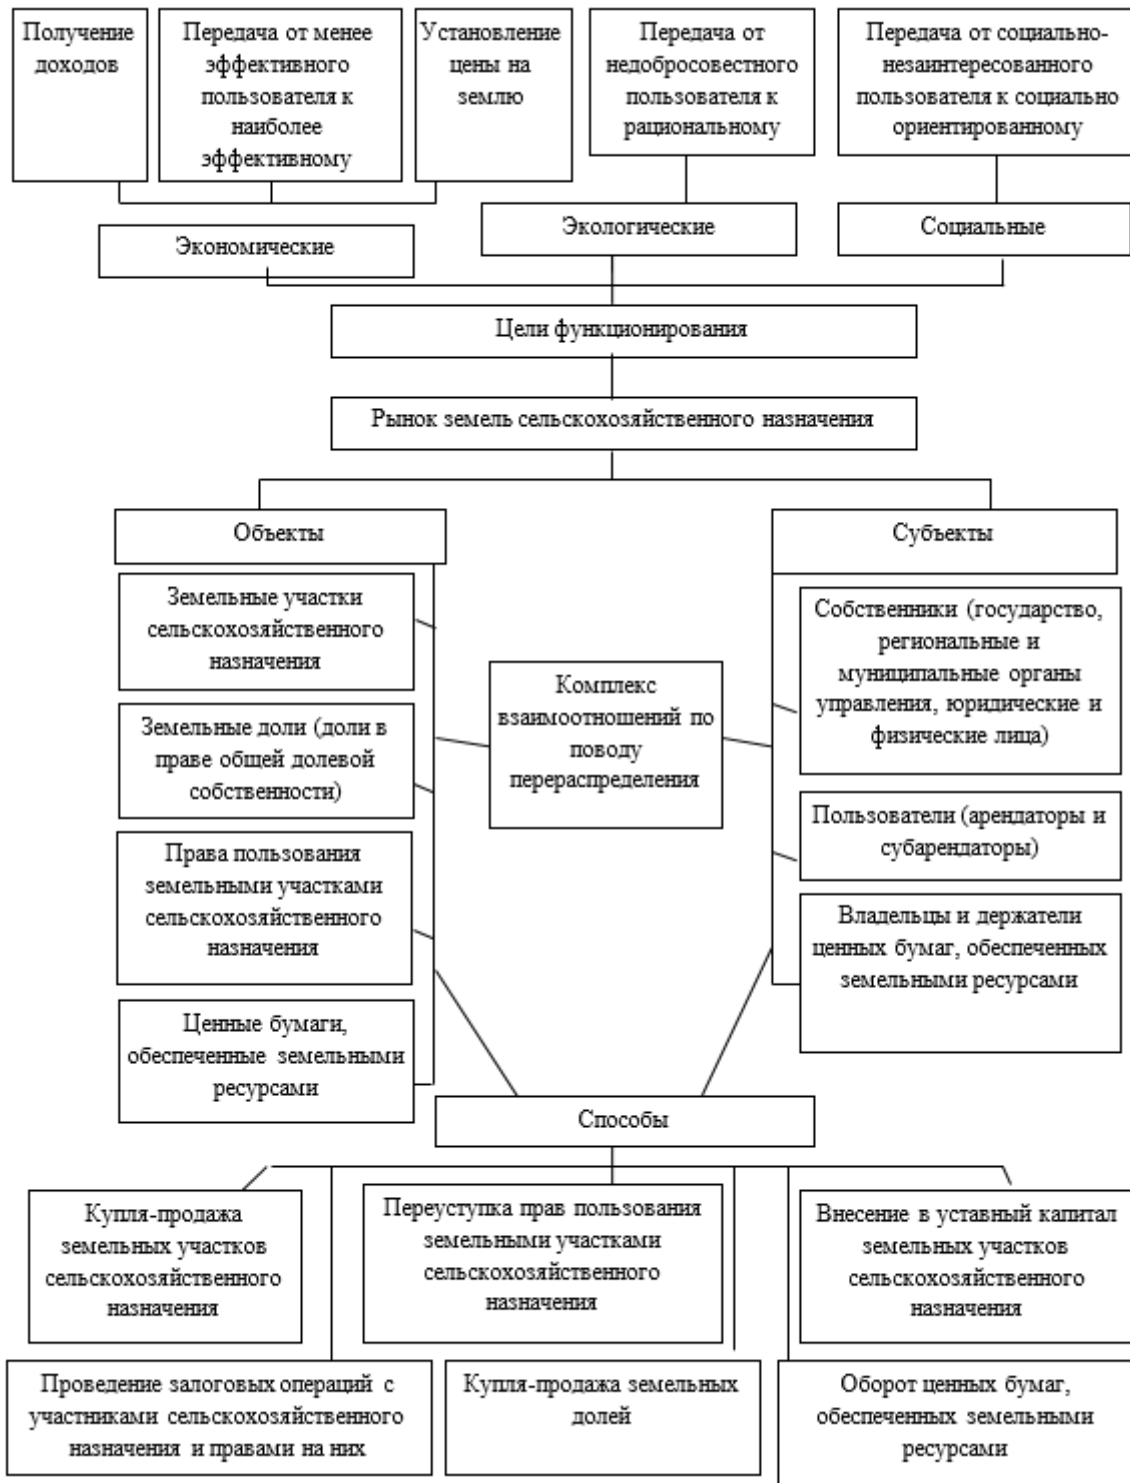 Получение
доходов
Передача от менее
эффективного
пользователя к
наиболее
эффективному
Установление
цены на
землю
Передача от
недобросовестного
пользователя к
рациональному
Передача от социально-
незаинтересованного
пользователя к социально
ориентированному
Экономические
Экологические
Социальные
Цели функционирования
Рынок земель сельскохозяйственного назначения
Объекты
Субъекты
Земельные участки
сельскохозяйственного
назначения
Земельные доли (доли в
праве общей долевой
собственности)
Права пользования
земельными участками
сельскохозяйственного
назначения
Ценные бумаги,
обеспеченные земельными
ресурсами
Комплекс
взаимоотношений по
поводу
перераспределения
Собственники (государство,
региональные и
муниципальные органы
управления, юридические и
физические лица)
Пользователи (арендаторы и
субарендаторы)
Владельцы и держатели
ценных бумаг, обеспеченных
земельными ресурсами
Способы
Купля-продажа
земельных участков
сельскохозяйственного
назначения
Переуступка прав пользования
земельными участками
сельскохозяйственного
назначения
Внесение в уставный капитал
земельных участков
сельскохозяйственного
назначения
Проведение залоговых операций с
участниками сельскохозяйственного
назначения и правами на них
Купля-продажа земельных
долей
Оборот ценных бумаг,
обеспеченных земельными
ресурсами